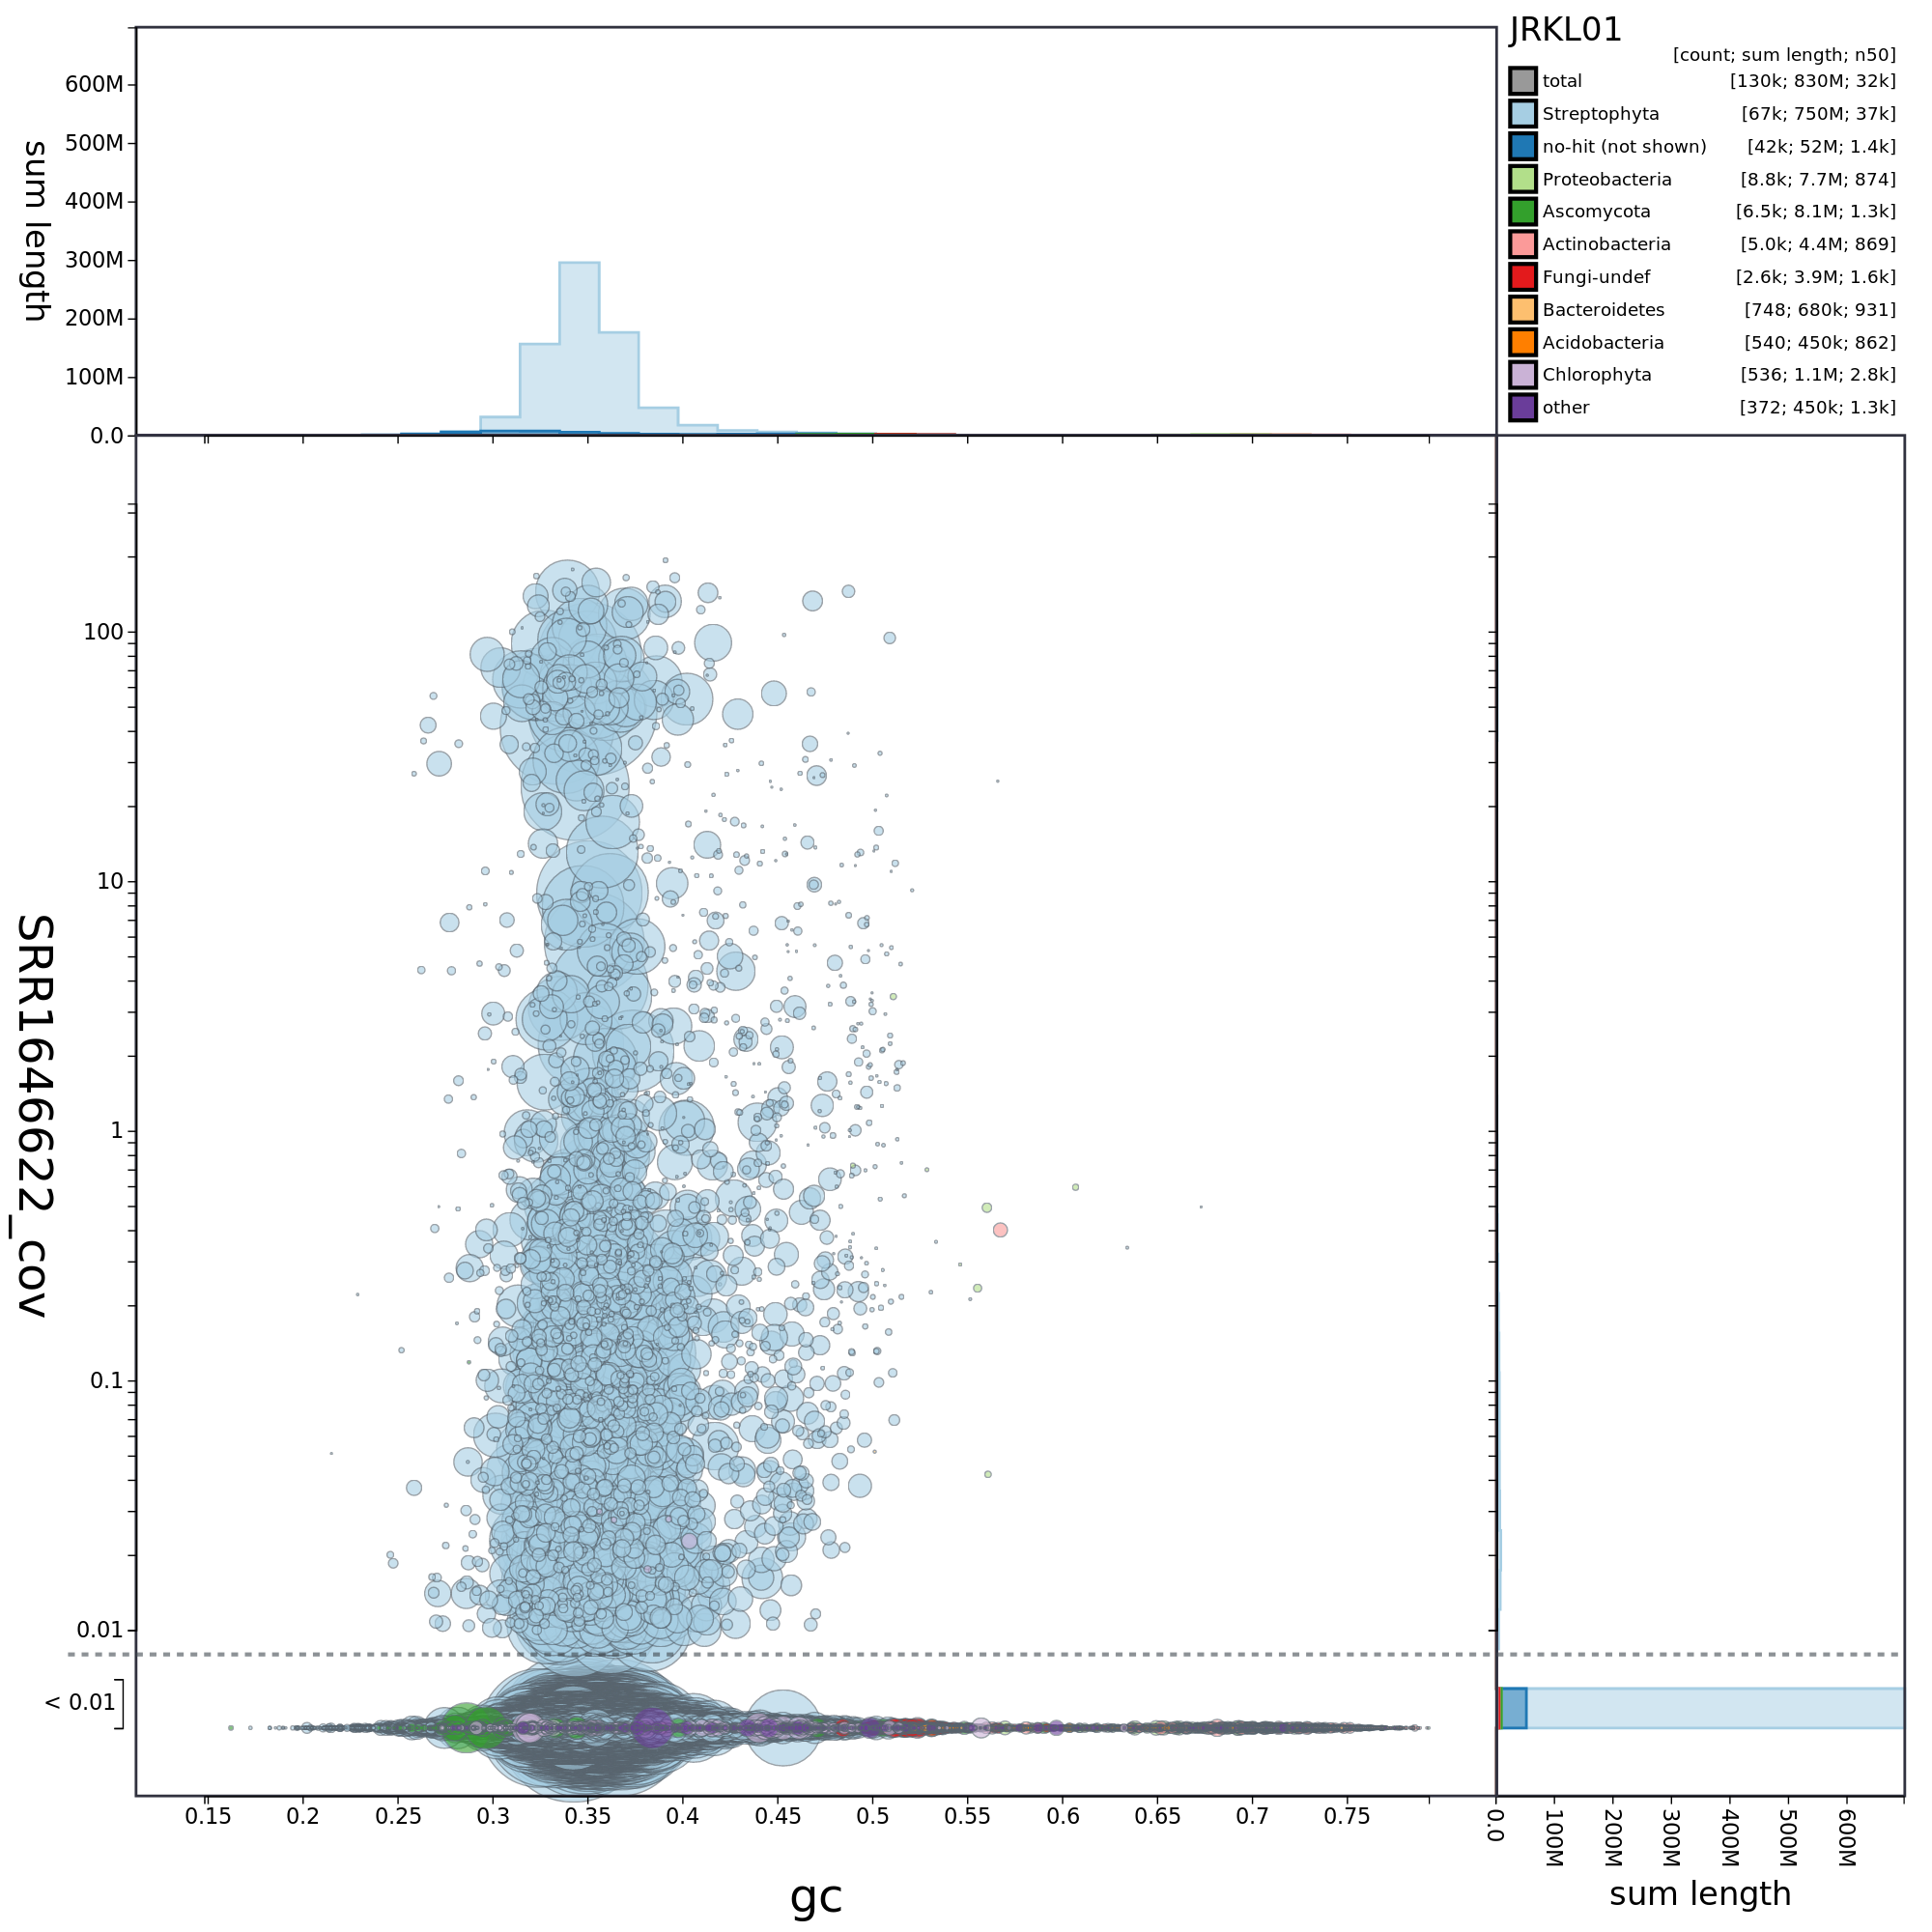 JRKL01
[count; sum length; n50]
total [130k; 830M; 32k]
Streptophyta [67k; 750M; 37k]
no-hit (not shown) [42k; 52M; 1.4k]
Proteobacteria [8.8k; 7.7M; 874]
Ascomycota [6.5k; 8.1M; 1.3k]
Actinobacteria [5.0k; 4.4M; 869]
Fungi-undef [2.6k; 3.9M; 1.6k]
Bacteroidetes [748; 680k; 931]
Acidobacteria [540; 450k; 862]
Chlorophyta [536; 1.1M; 2.8k]
other [372; 450k; 1.3k]
sum length
600M
500M
400M
300M
200M
100M
0.0
SRR1644622_cov
100
10
1
0.1
0.01
< 0.01
0.15 0.2 0.25 0.3 0.35 0.4 0.45 0.5 0.55 0.6 0.65 0.7 0.75
gc
0.0 100M 200M 300M 400M 500M 600M
sum length